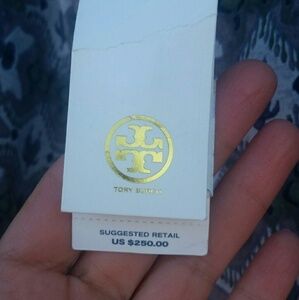 TORY BURCH
SUGGESTED RETAIL
US $250.00